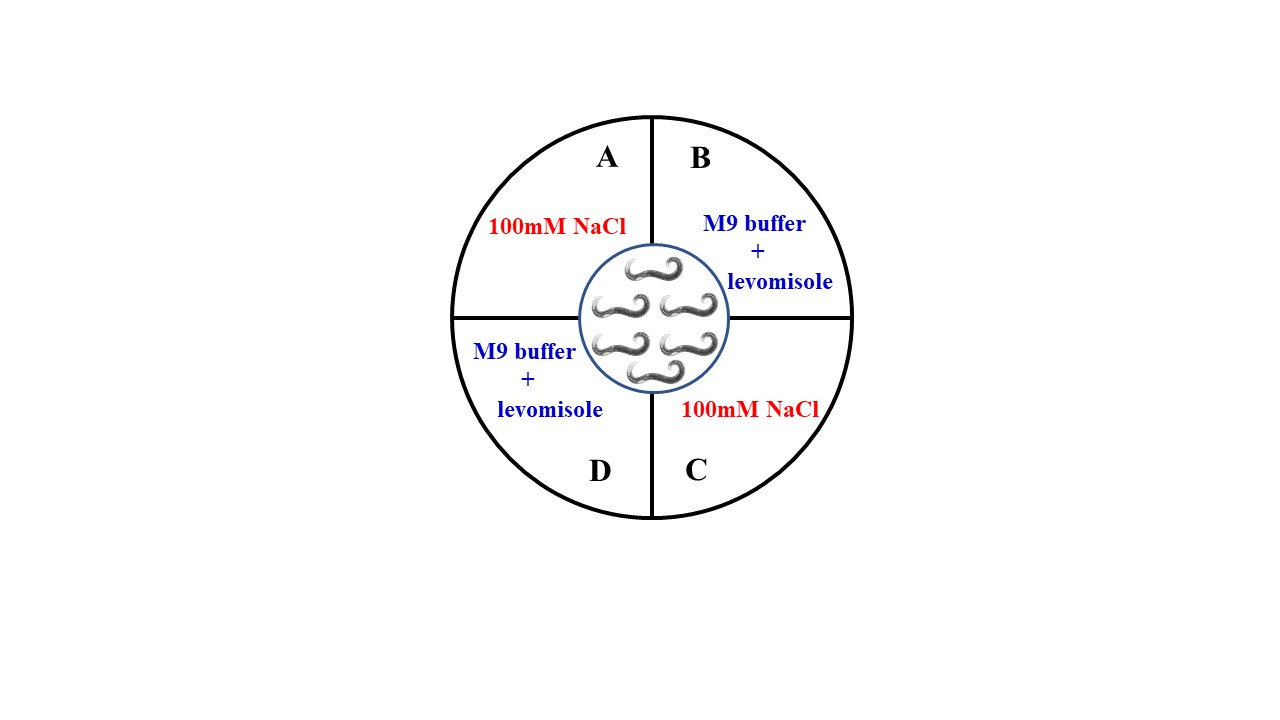 A
B
100mM NaCl
M9 buffer
+
levomisole
M9 buffer
+
levomisole
100mM NaCl
D
C